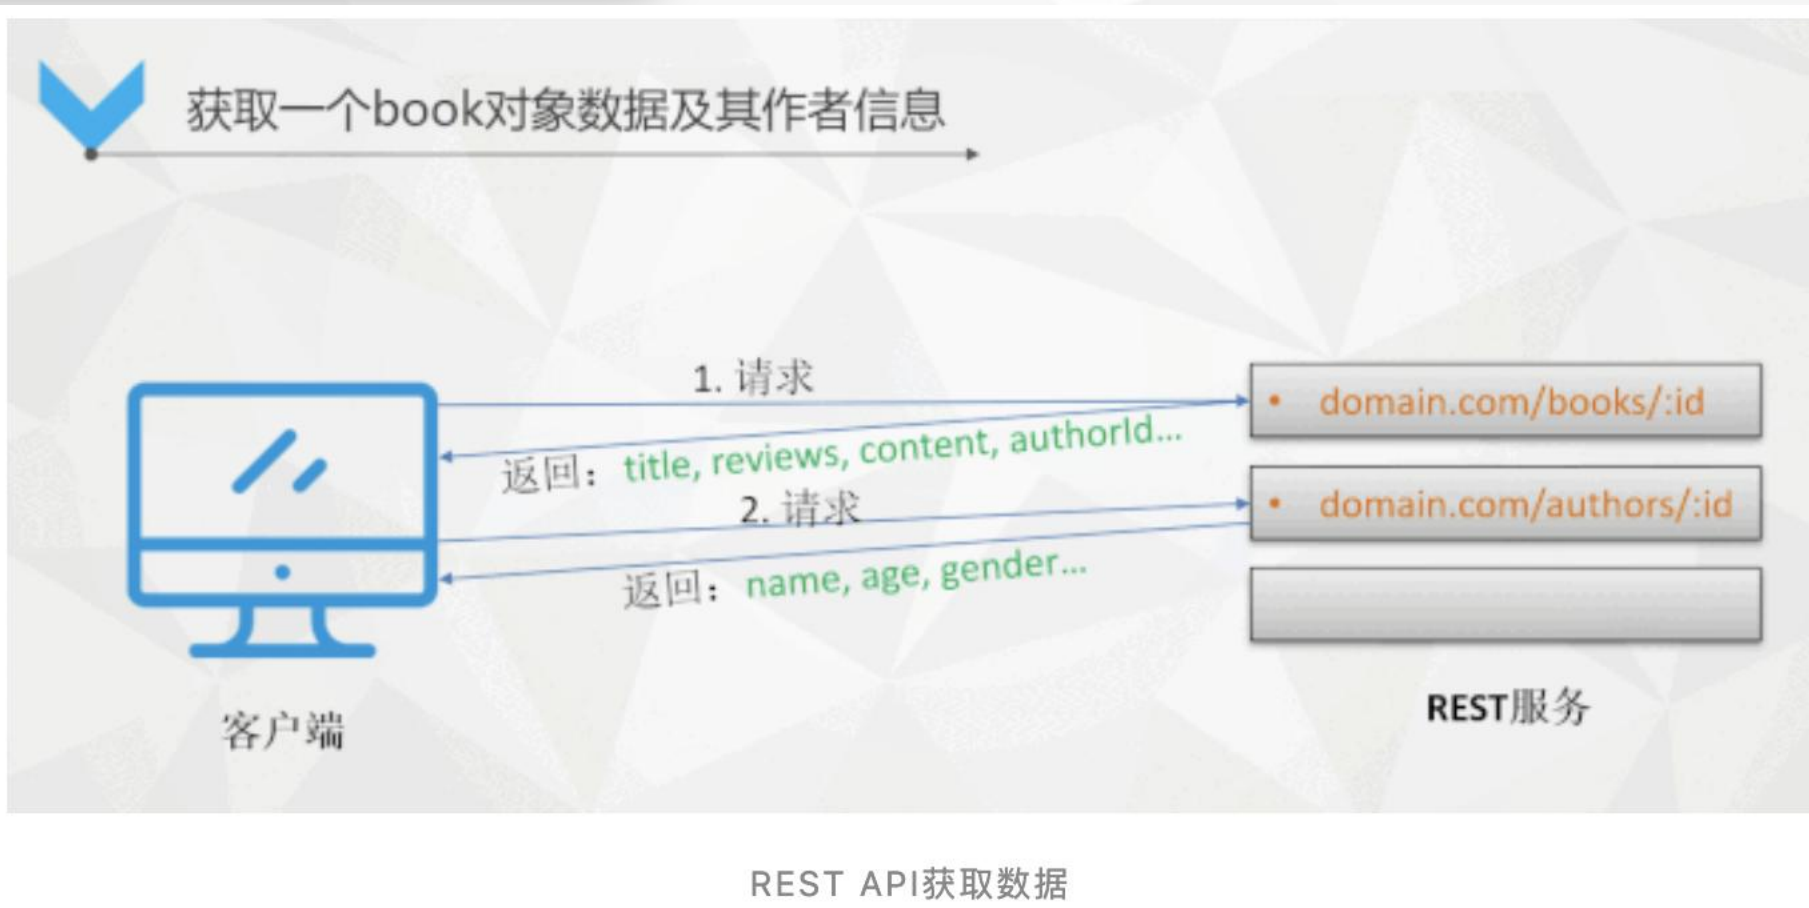 获取一个book对象数据及其作者信息
1. 请求
• domain.com/books/:id
返回：title, reviews, content, authorId...
2. 请求
• domain.com/authors/:id
返回：name, age, gender...
客户端
REST服务
REST API获取数据